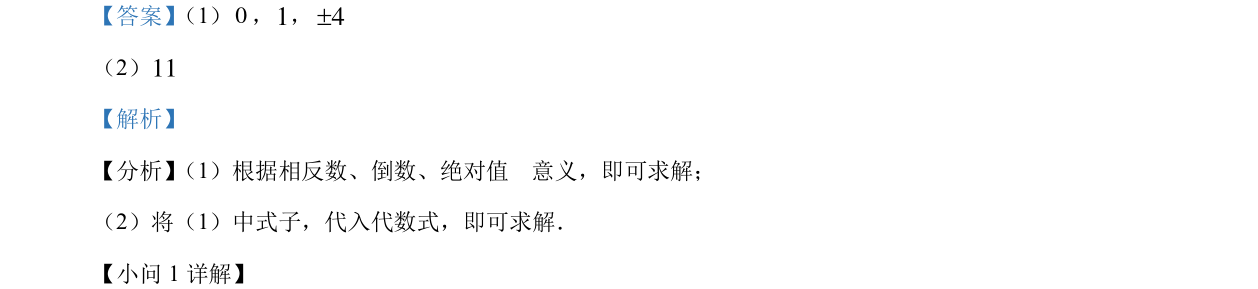 【答案】（1）0，1，±4
（2）11
【解析】
【分析】（1）根据相反数、倒数、绝对值　意义，即可求解；
（2）将（1）中式子，代入代数式，即可求解．
【小问 1 详解】